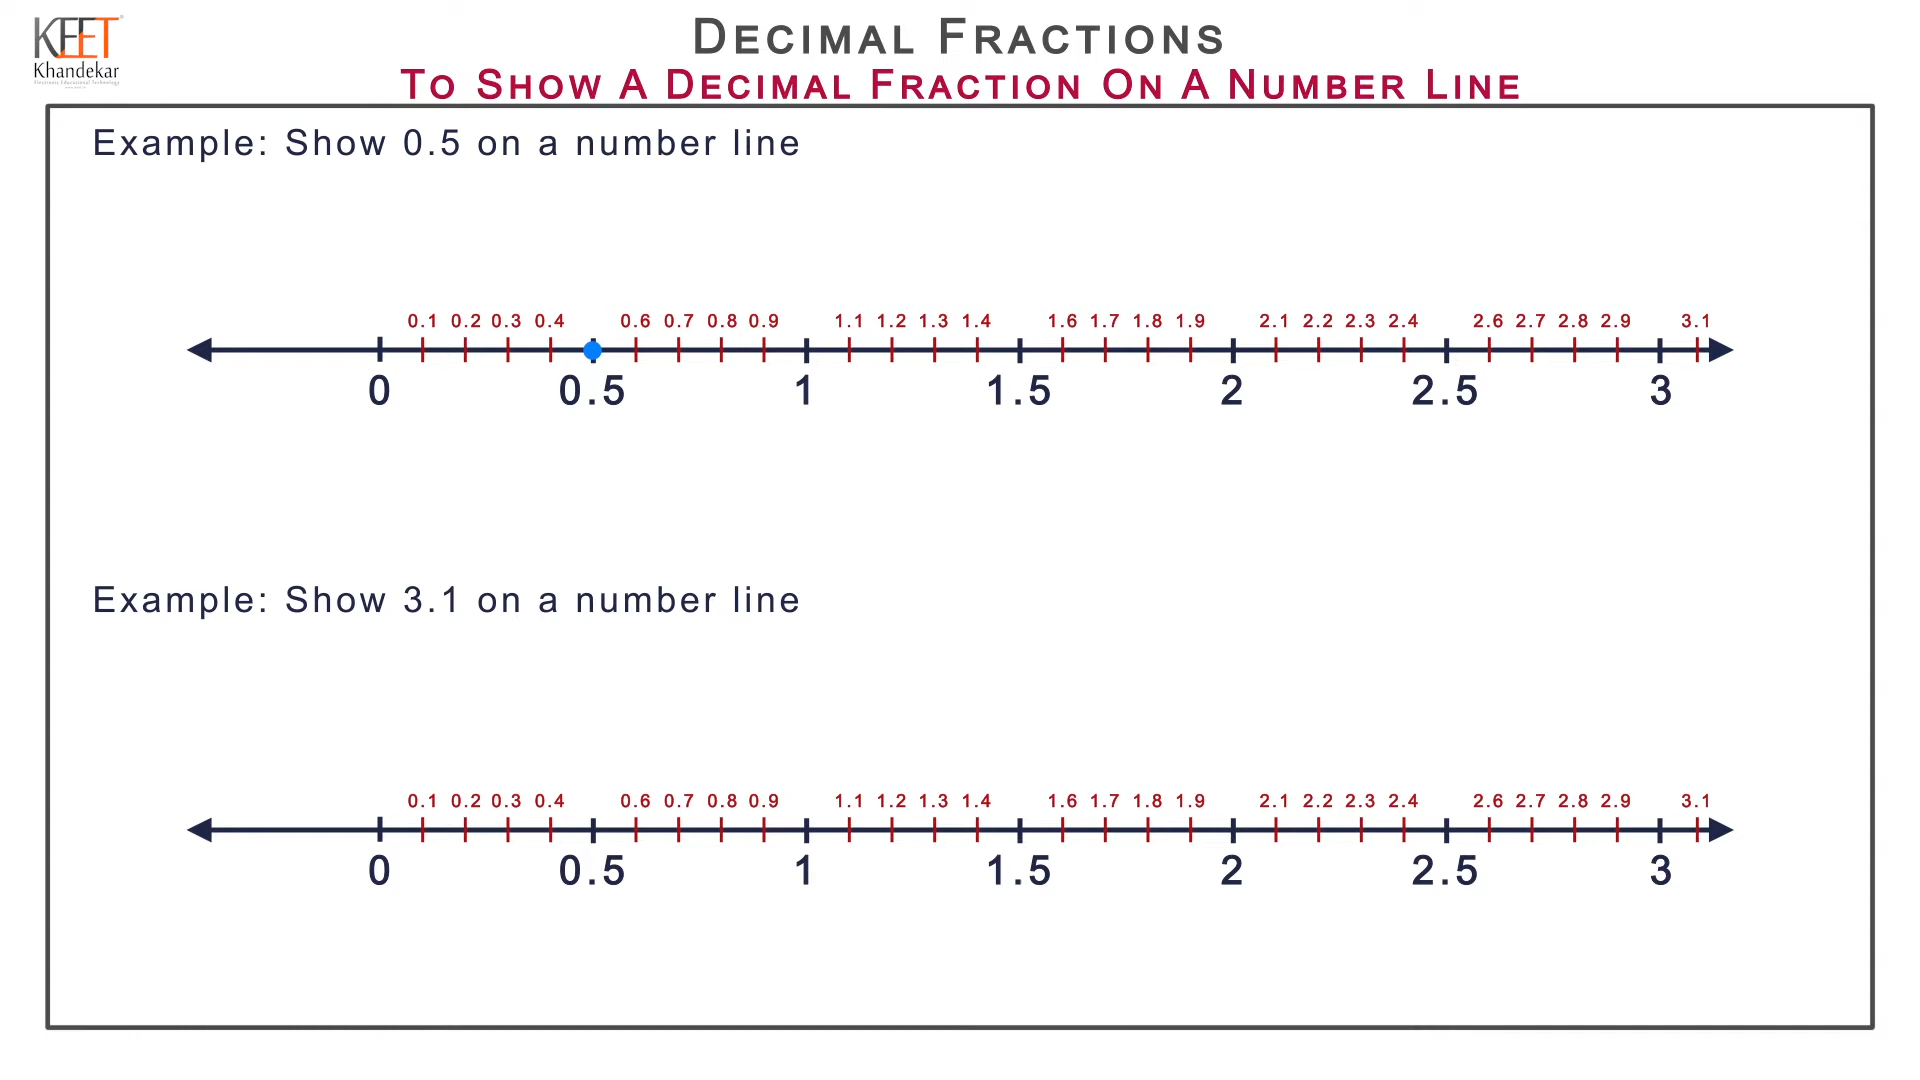 KEET
Khandekar
DECIMAL FRACTIONS
TO SHOW A DECIMAL FRACTION ON A NUMBER LINE
Example: Show 0.5 on a number line
0.1 0.2 0.3 0.4 0.6 0.7 0.8 0.9 1.1 1.2 1.3 1.4 1.6 1.7 1.8 1.9 2.1 2.2 2.3 2.4 2.6 2.7 2.8 2.9 3.1
0 0.5 1 1.5 2 2.5 3
Example: Show 3.1 on a number line
0.1 0.2 0.3 0.4 0.6 0.7 0.8 0.9 1.1 1.2 1.3 1.4 1.6 1.7 1.8 1.9 2.1 2.2 2.3 2.4 2.6 2.7 2.8 2.9 3.1
0 0.5 1 1.5 2 2.5 3